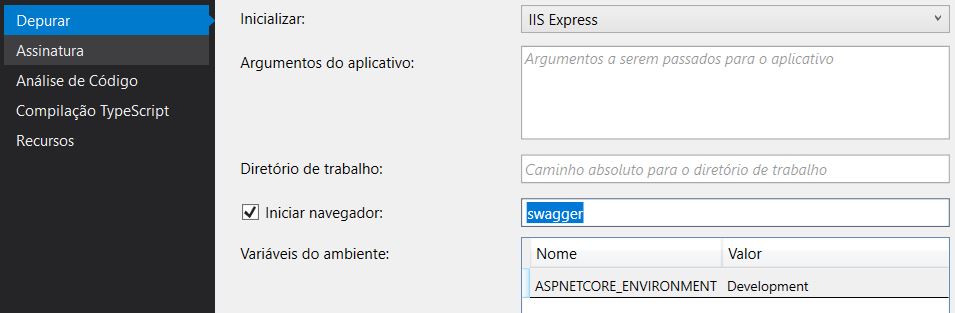 Depurar
Assinatura
Análise de Código
Compilação TypeScript
Recursos
Inicializar: IIS Express
Argumentos do aplicativo: Argumentos a serem passados para o aplicativo
Diretório de trabalho: Caminho absoluto para o diretório de trabalho
Iniciar navegador: swagger
Variáveis do ambiente: Nome Valor
ASPNETCORE_ENVIRONMENT Development